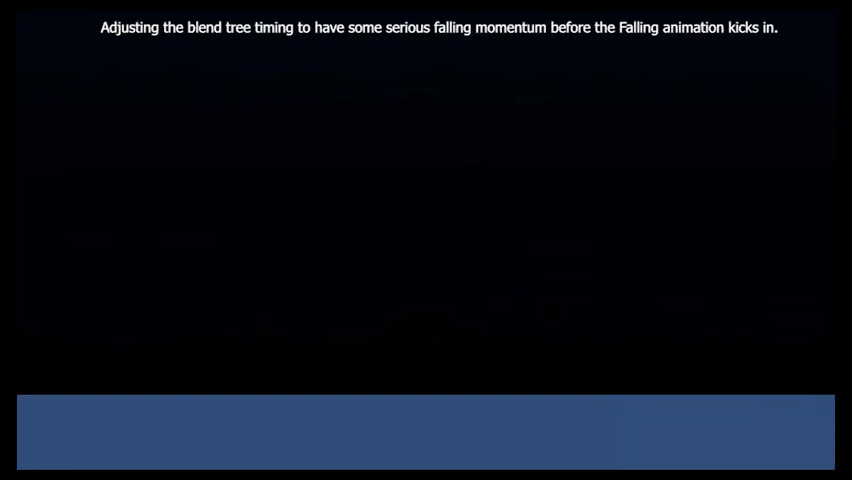 Adjusting the blend tree timing to have some serious falling momentum before the Falling animation kicks in.